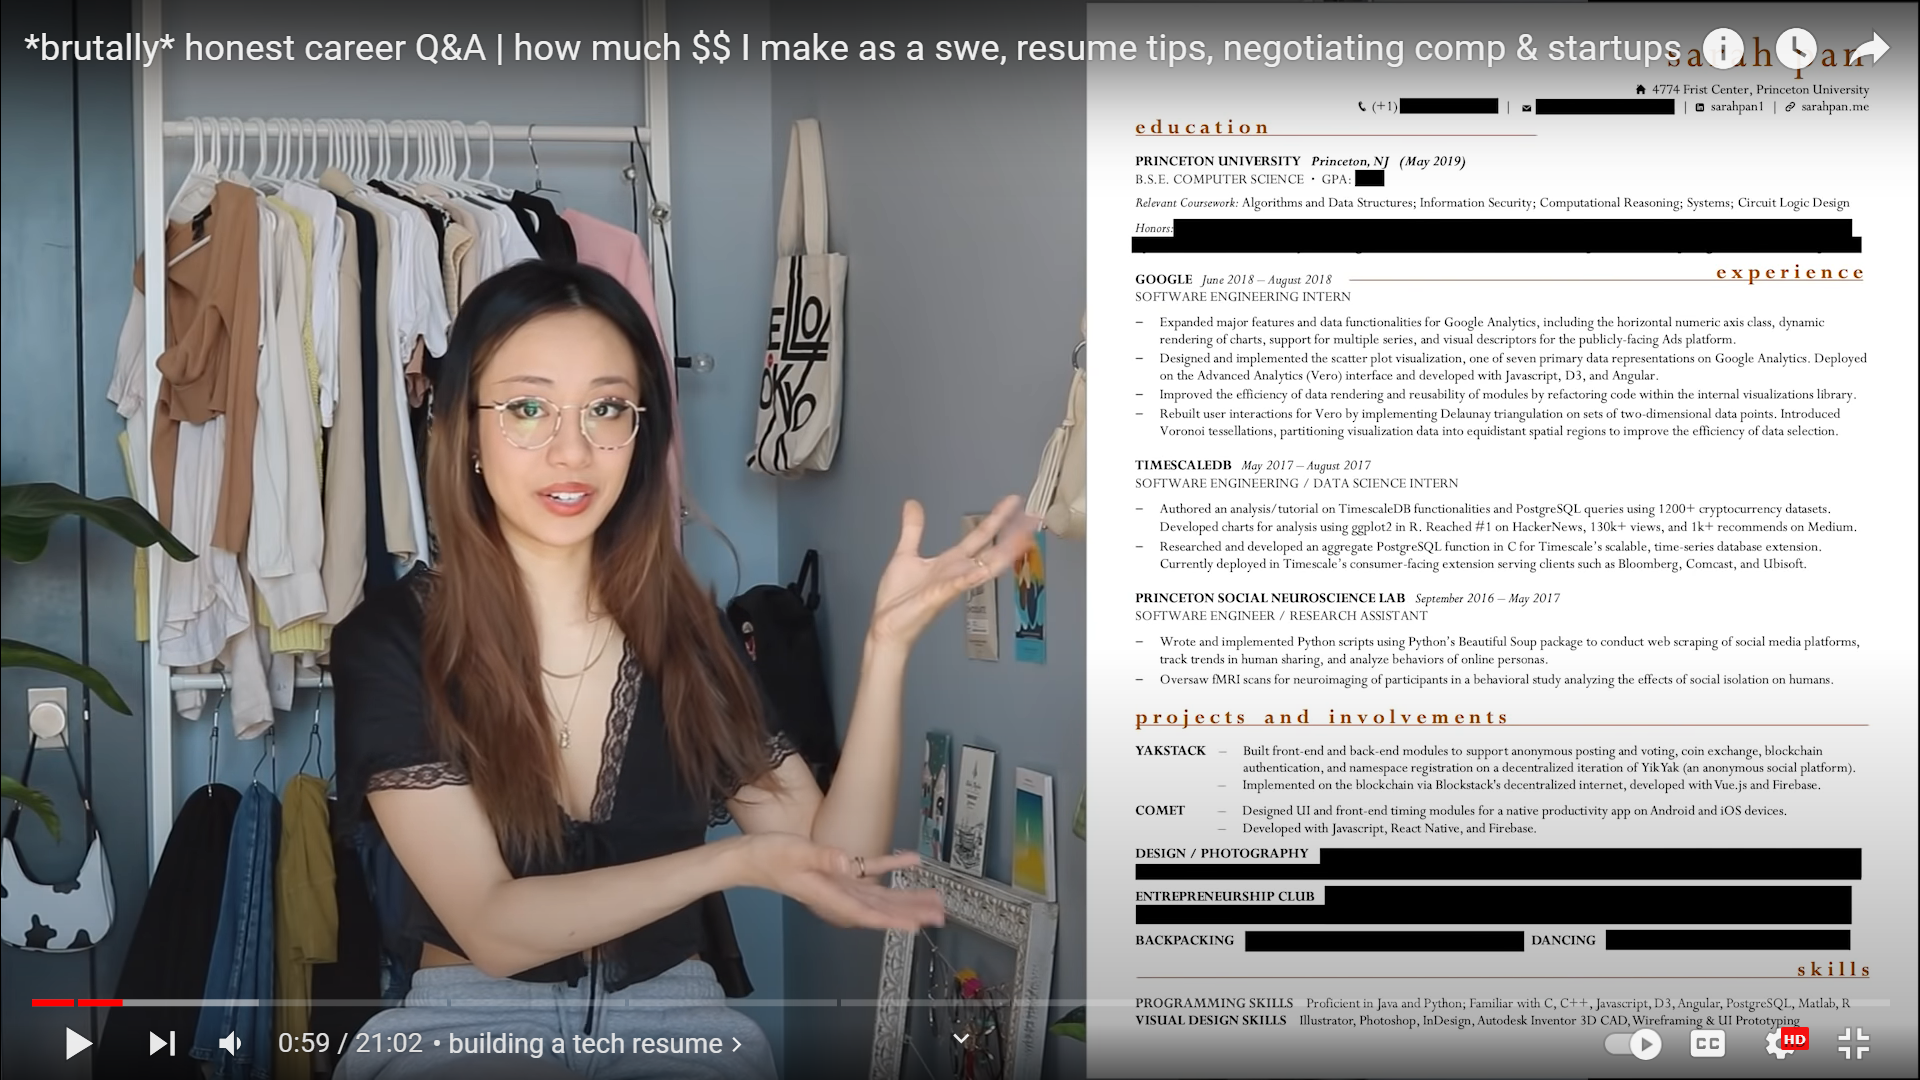 *brutally* honest career Q&A | how much $$ I make as a swe, resume tips, negotiating comp & startups
sarah pan
4774 Frist Center, Princeton University
(+1) | | sarahpan1 | sarahpan.me
education
PRINCETON UNIVERSITY Princeton, NJ (May 2019)
B.S.E. COMPUTER SCIENCE • GPA:
Relevant Coursework: Algorithms and Data Structures; Information Security; Computational Reasoning; Systems; Circuit Logic Design
Honors:
experience
GOOGLE June 2018 – August 2018
SOFTWARE ENGINEERING INTERN
– Expanded major features and data functionalities for Google Analytics, including the horizontal numeric axis class, dynamic
rendering of charts, support for multiple series, and visual descriptors for the publicly-facing Ads platform.
– Designed and implemented the scatter plot visualization, one of seven primary data representations on Google Analytics. Deployed
on the Advanced Analytics (Vero) interface and developed with Javascript, D3, and Angular.
– Improved the efficiency of data rendering and reusability of modules by refactoring code within the internal visualizations library.
– Rebuilt user interactions for Vero by implementing Delaunay triangulation on sets of two-dimensional data points. Introduced
Voronoi tessellations, partitioning visualization data into equidistant spatial regions to improve the efficiency of data selection.
TIMESCALEDB May 2017 – August 2017
SOFTWARE ENGINEERING / DATA SCIENCE INTERN
– Authored an analysis/tutorial on TimescaleDB functionalities and PostgreSQL queries using 1200+ cryptocurrency datasets.
Developed charts for analysis using ggplot2 in R. Reached #1 on HackerNews, 130k+ views, and 1k+ recommends on Medium.
– Researched and developed an aggregate PostgreSQL function in C for Timescale's scalable, time-series database extension.
Currently deployed in Timescale's consumer-facing extension serving clients such as Bloomberg, Comcast, and Ubisoft.
PRINCETON SOCIAL NEUROSCIENCE LAB September 2016 – May 2017
SOFTWARE ENGINEER / RESEARCH ASSISTANT
– Wrote and implemented Python scripts using Python's Beautiful Soup package to conduct web scraping of social media platforms,
track trends in human sharing, and analyze behaviors of online personas.
– Oversaw fMRI scans for neuroimaging of participants in a behavioral study analyzing the effects of social isolation on humans.
projects and involvements
YAKSTACK – Built front-end and back-end modules to support anonymous posting and voting, coin exchange, blockchain
authentication, and namespace registration on a decentralized iteration of YikYak (an anonymous social platform).
– Implemented on the blockchain via Blockstack's decentralized internet, developed with Vue.js and Firebase.
COMET – Designed UI and front-end timing modules for a native productivity app on Android and iOS devices.
– Developed with Javascript, React Native, and Firebase.
DESIGN / PHOTOGRAPHY
ENTREPRENEURSHIP CLUB
BACKPACKING DANCING
skills
PROGRAMMING SKILLS Proficient in Java and Python; Familiar with C, C++, Javascript, D3, Angular, PostgreSQL, Matlab, R
VISUAL DESIGN SKILLS Illustrator, Photoshop, InDesign, Autodesk Inventor 3D CAD, Wireframing & UI Prototyping
0:59 / 21:02 • building a tech resume >
CC
HD